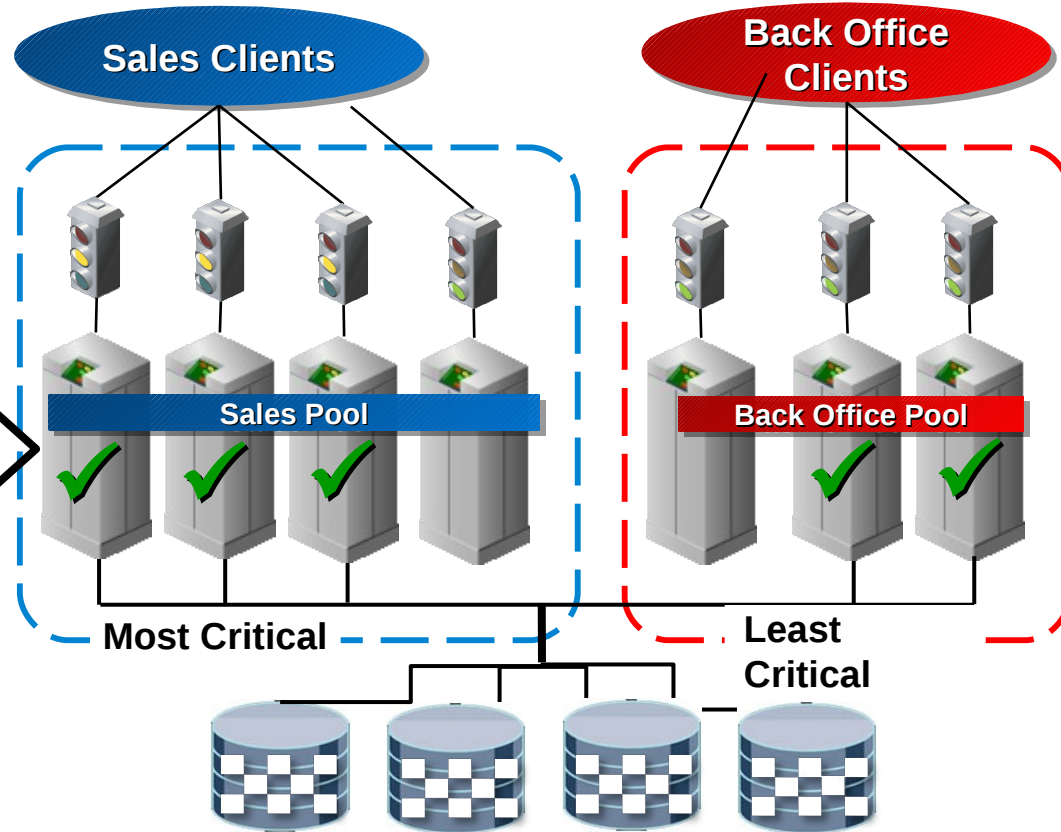 Sales Clients
Back Office
Clients
Sales Pool
Back Office Pool
Most Critical
Least
Critical